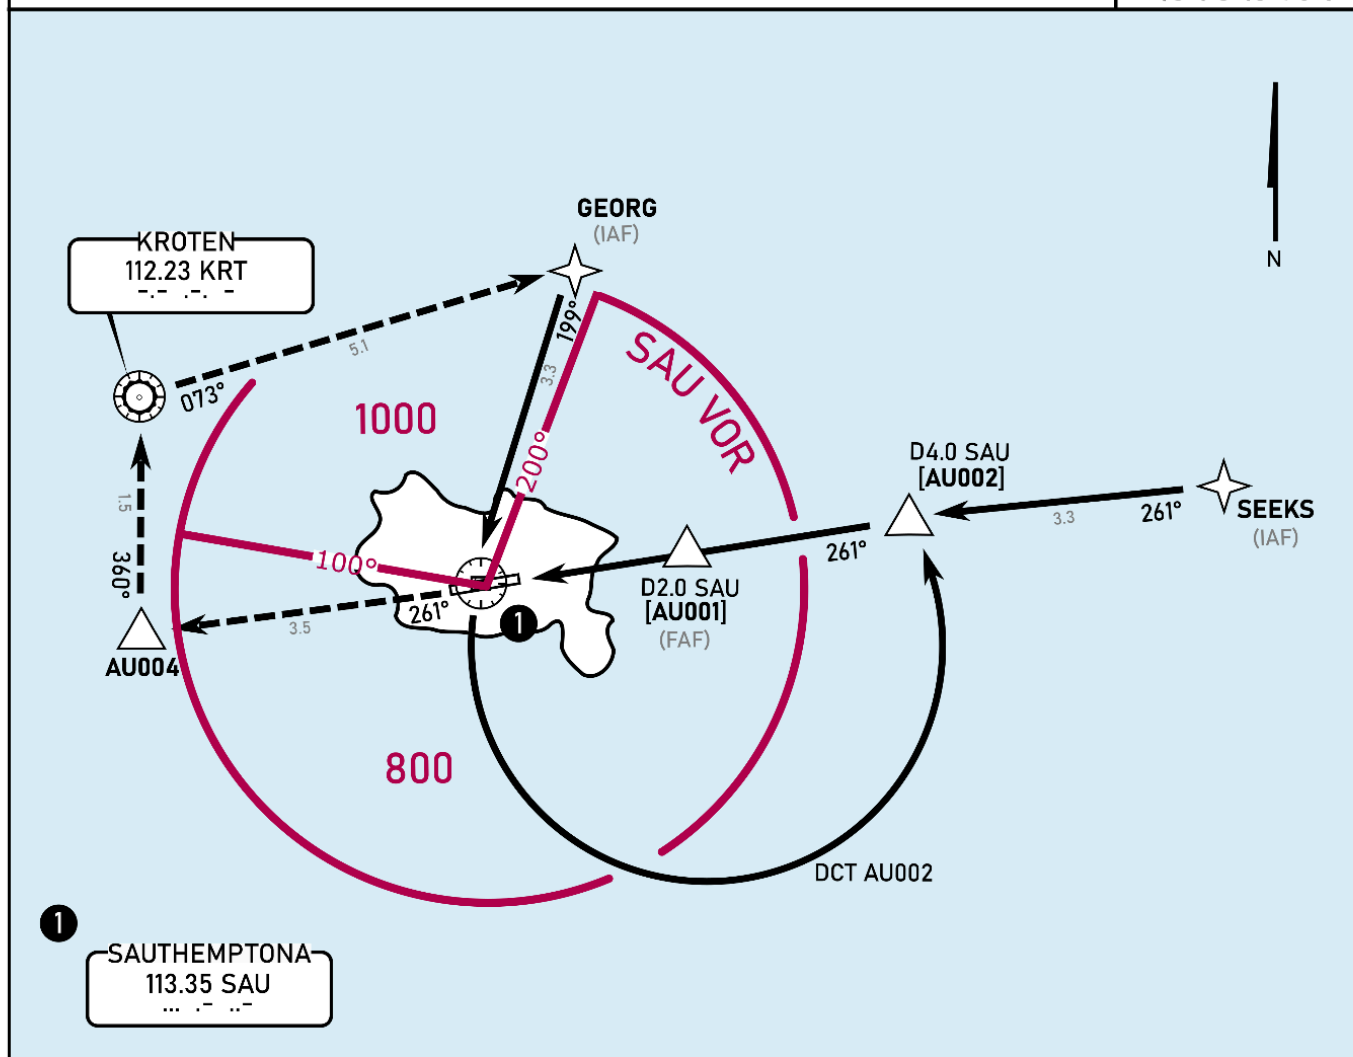 GEORG
(IAF)
KROTEN
112.23 KRT
-.- .-. -
N
199°
5.1
3.3
SAU VOR
073°
1000
200°
D4.0 SAU
[AU002]
SEEKS
(IAF)
261°
3.3
1.5
360°
100°
261°
D2.0 SAU
[AU001]
(FAF)
261°
3.5
1
AU004
800
DCT AU002
1
SAUTHEMPTONA
113.35 SAU
... .- ..-